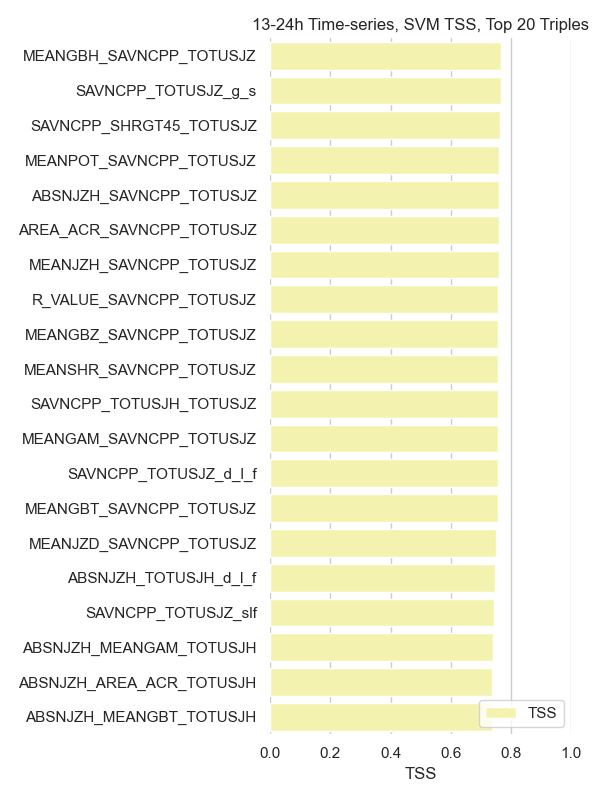 13-24h Time-series, SVM TSS, Top 20 Triples
MEANGBH_SAVNCPP_TOTUSJZ
SAVNCPP_TOTUSJZ_g_s
SAVNCPP_SHRGT45_TOTUSJZ
MEANPOT_SAVNCPP_TOTUSJZ
ABSNJZH_SAVNCPP_TOTUSJZ
AREA_ACR_SAVNCPP_TOTUSJZ
MEANJZH_SAVNCPP_TOTUSJZ
R_VALUE_SAVNCPP_TOTUSJZ
MEANGBZ_SAVNCPP_TOTUSJZ
MEANSHR_SAVNCPP_TOTUSJZ
SAVNCPP_TOTUSJH_TOTUSJZ
MEANGAM_SAVNCPP_TOTUSJZ
SAVNCPP_TOTUSJZ_d_l_f
MEANGBT_SAVNCPP_TOTUSJZ
MEANJZD_SAVNCPP_TOTUSJZ
ABSNJZH_TOTUSJH_d_l_f
SAVNCPP_TOTUSJZ_slf
ABSNJZH_MEANGAM_TOTUSJH
ABSNJZH_AREA_ACR_TOTUSJH
ABSNJZH_MEANGBT_TOTUSJH
TSS
0.0 0.2 0.4 0.6 0.8 1.0
TSS